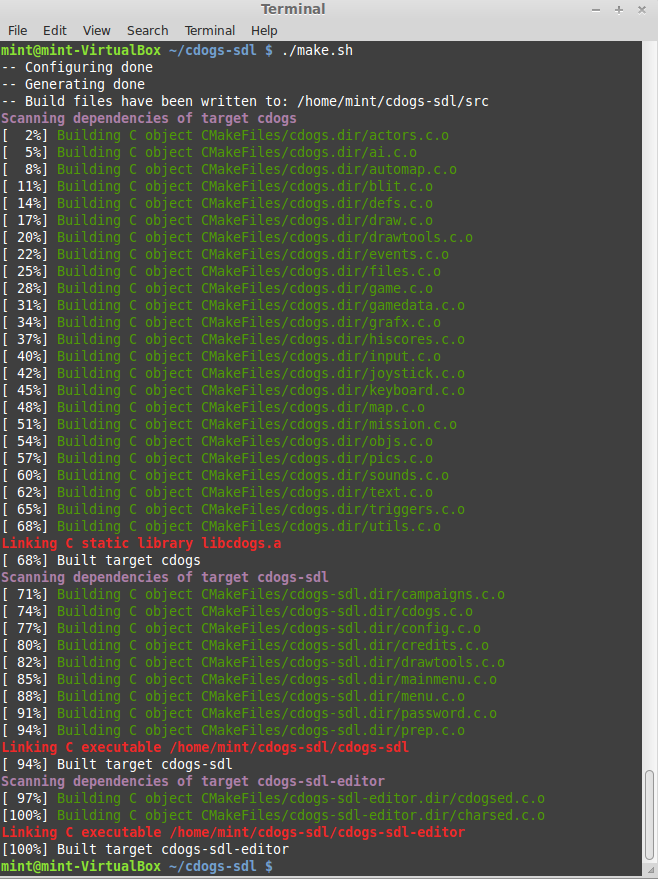 Terminal
File Edit View Search Terminal Help
mint@mint-VirtualBox ~/cdogs-sdl $ ./make.sh
-- Configuring done
-- Generating done
-- Build files have been written to: /home/mint/cdogs-sdl/src
Scanning dependencies of target cdogs
[  2%] Building C object CMakeFiles/cdogs.dir/actors.c.o
[  5%] Building C object CMakeFiles/cdogs.dir/ai.c.o
[  8%] Building C object CMakeFiles/cdogs.dir/automap.c.o
[ 11%] Building C object CMakeFiles/cdogs.dir/blit.c.o
[ 14%] Building C object CMakeFiles/cdogs.dir/defs.c.o
[ 17%] Building C object CMakeFiles/cdogs.dir/draw.c.o
[ 20%] Building C object CMakeFiles/cdogs.dir/drawtools.c.o
[ 22%] Building C object CMakeFiles/cdogs.dir/events.c.o
[ 25%] Building C object CMakeFiles/cdogs.dir/files.c.o
[ 28%] Building C object CMakeFiles/cdogs.dir/game.c.o
[ 31%] Building C object CMakeFiles/cdogs.dir/gamedata.c.o
[ 34%] Building C object CMakeFiles/cdogs.dir/grafx.c.o
[ 37%] Building C object CMakeFiles/cdogs.dir/hiscores.c.o
[ 40%] Building C object CMakeFiles/cdogs.dir/input.c.o
[ 42%] Building C object CMakeFiles/cdogs.dir/joystick.c.o
[ 45%] Building C object CMakeFiles/cdogs.dir/keyboard.c.o
[ 48%] Building C object CMakeFiles/cdogs.dir/map.c.o
[ 51%] Building C object CMakeFiles/cdogs.dir/mission.c.o
[ 54%] Building C object CMakeFiles/cdogs.dir/objs.c.o
[ 57%] Building C object CMakeFiles/cdogs.dir/pics.c.o
[ 60%] Building C object CMakeFiles/cdogs.dir/sounds.c.o
[ 62%] Building C object CMakeFiles/cdogs.dir/text.c.o
[ 65%] Building C object CMakeFiles/cdogs.dir/triggers.c.o
[ 68%] Building C object CMakeFiles/cdogs.dir/utils.c.o
Linking C static library libcdogs.a
[ 68%] Built target cdogs
Scanning dependencies of target cdogs-sdl
[ 71%] Building C object CMakeFiles/cdogs-sdl.dir/campaigns.c.o
[ 74%] Building C object CMakeFiles/cdogs-sdl.dir/cdogs.c.o
[ 77%] Building C object CMakeFiles/cdogs-sdl.dir/config.c.o
[ 80%] Building C object CMakeFiles/cdogs-sdl.dir/credits.c.o
[ 82%] Building C object CMakeFiles/cdogs-sdl.dir/drawtools.c.o
[ 85%] Building C object CMakeFiles/cdogs-sdl.dir/mainmenu.c.o
[ 88%] Building C object CMakeFiles/cdogs-sdl.dir/menu.c.o
[ 91%] Building C object CMakeFiles/cdogs-sdl.dir/password.c.o
[ 94%] Building C object CMakeFiles/cdogs-sdl.dir/prep.c.o
Linking C executable /home/mint/cdogs-sdl/cdogs-sdl
[ 94%] Built target cdogs-sdl
Scanning dependencies of target cdogs-sdl-editor
[ 97%] Building C object CMakeFiles/cdogs-sdl-editor.dir/cdogsed.c.o
[100%] Building C object CMakeFiles/cdogs-sdl-editor.dir/charsed.c.o
Linking C executable /home/mint/cdogs-sdl/cdogs-sdl-editor
[100%] Built target cdogs-sdl-editor
mint@mint-VirtualBox ~/cdogs-sdl $